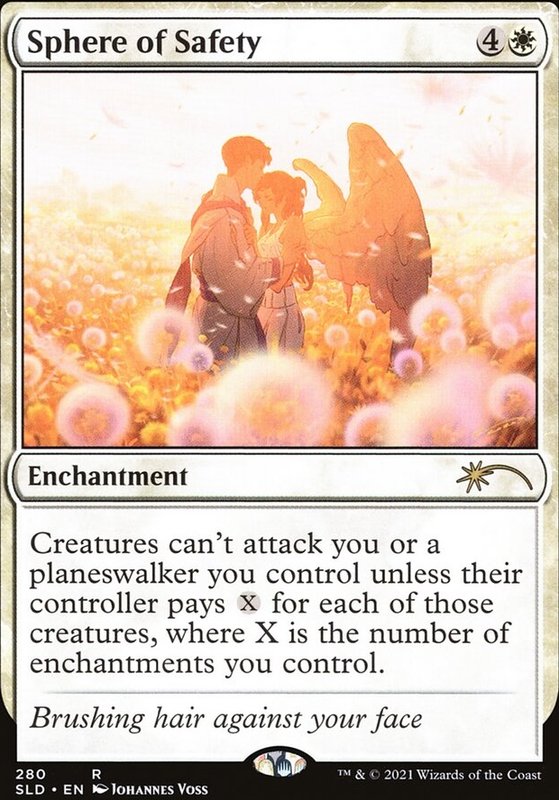 Sphere of Safety 4
Enchantment
Creatures can't attack you or a
planeswalker you control unless their
controller pays X for each of those
creatures, where X is the number of
enchantments you control.
Brushing hair against your face
280 R
SLD • EN Johannes Voss
™ & © 2021 Wizards of the Coast